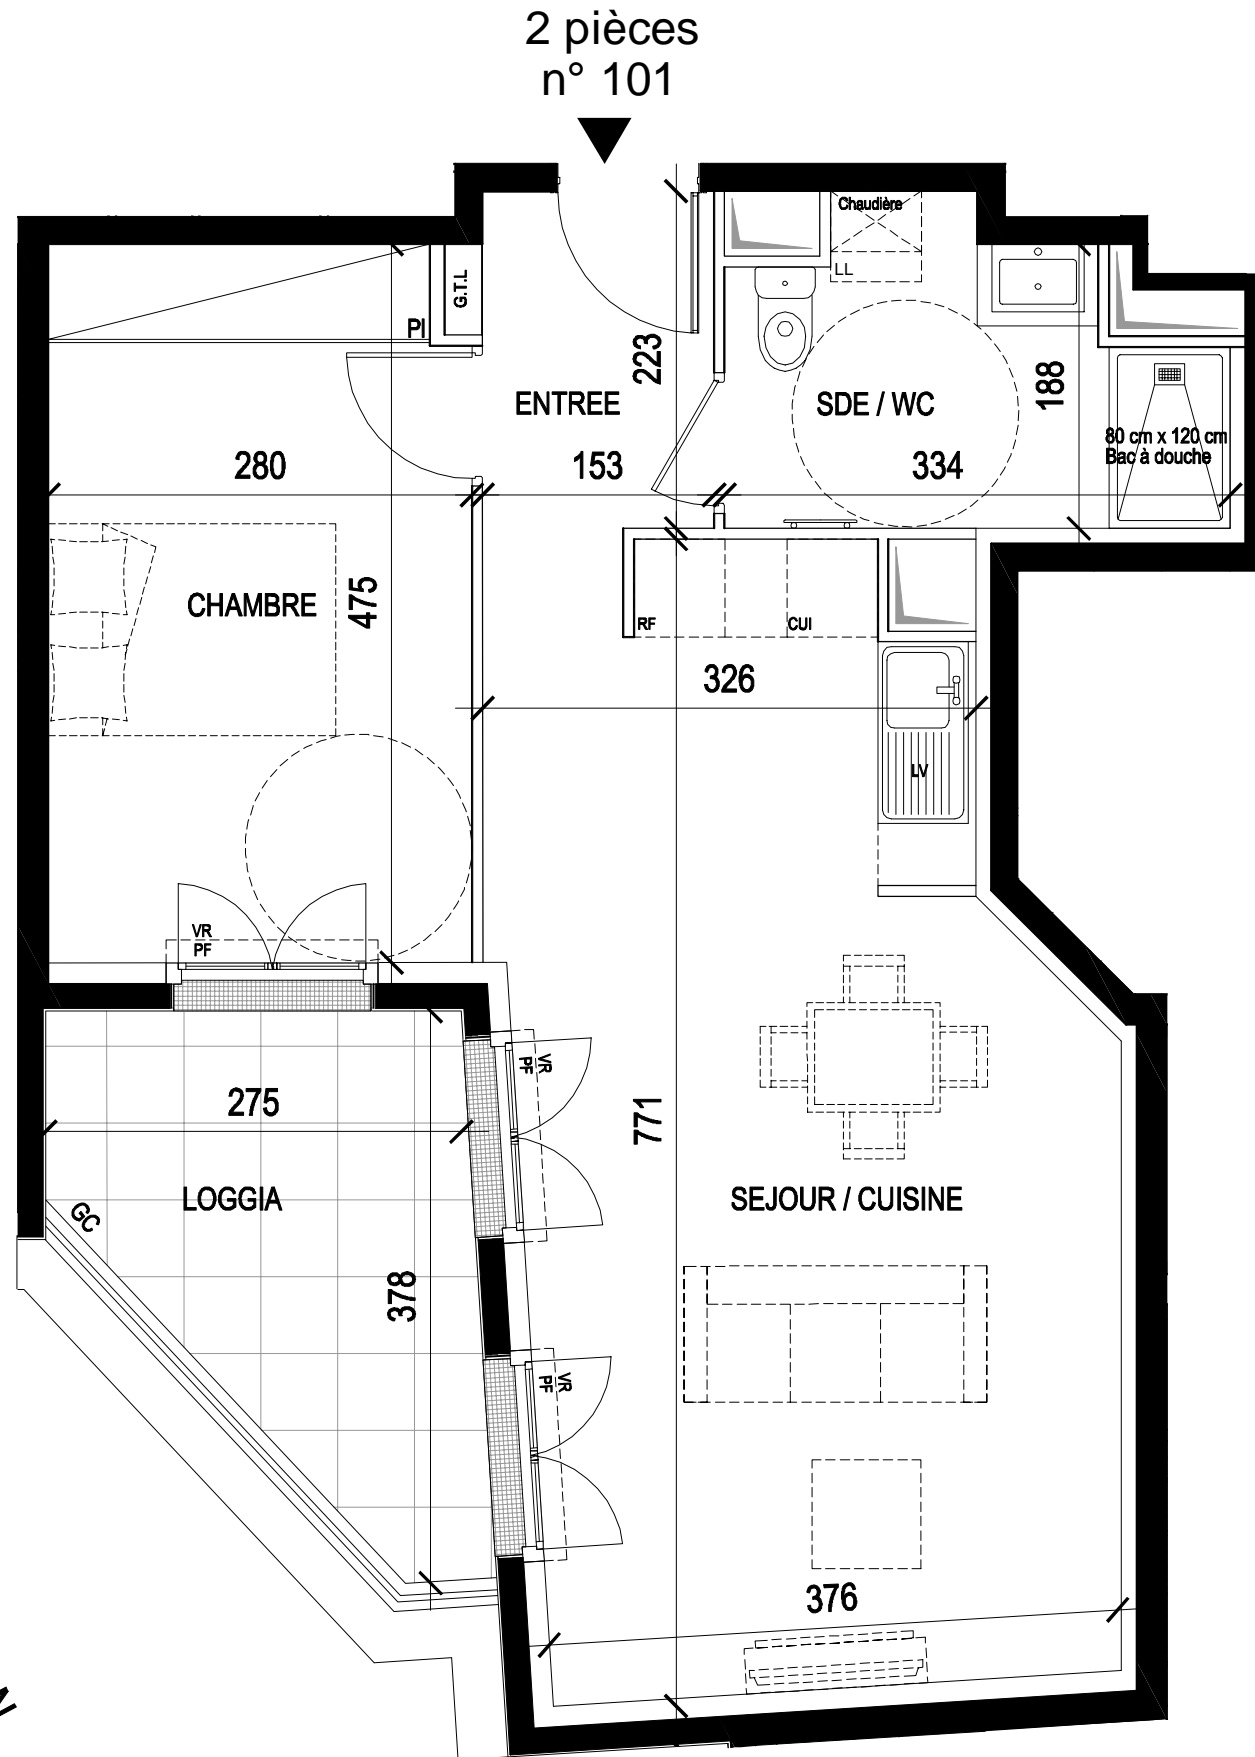 2 pièces
n° 101
Chaudière
LL
G.T.L
PI
223
188
ENTREE
SDE / WC
80 cm x 120 cm
Bac à douche
280
153
334
475
CHAMBRE
RF
CUI
326
LV
VR
PF
VR
PF
275
771
LOGGIA
GC
SEJOUR / CUISINE
378
VR
PF
376
N